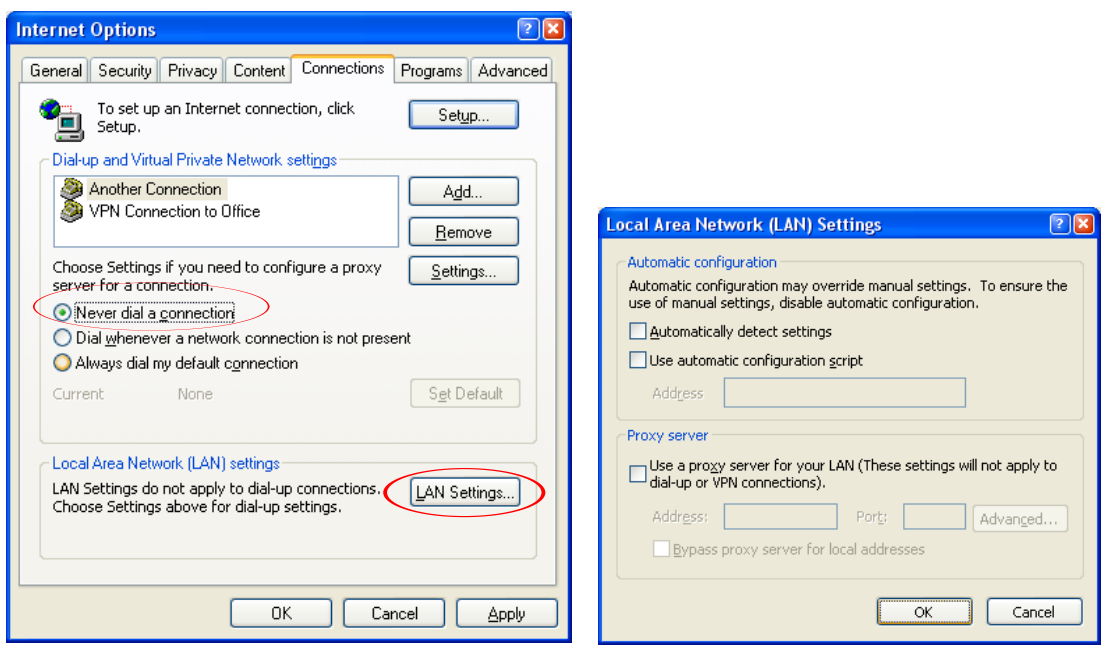 Internet Options
General Security Privacy Content Connections Programs Advanced
To set up an Internet connection, click
Setup.
Setup...
Dial-up and Virtual Private Network settings
Another Connection
VPN Connection to Office
Add...
Remove
Choose Settings if you need to configure a proxy
server for a connection.
Settings...
Never dial a connection
Dial whenever a network connection is not present
Always dial my default connection
Current None
Set Default
Local Area Network (LAN) settings
LAN Settings do not apply to dial-up connections.
Choose Settings above for dial-up settings.
LAN Settings...
OK Cancel Apply
Local Area Network (LAN) Settings
Automatic configuration
Automatic configuration may override manual settings. To ensure the
use of manual settings, disable automatic configuration.
Automatically detect settings
Use automatic configuration script
Address
Proxy server
Use a proxy server for your LAN (These settings will not apply to
dial-up or VPN connections).
Address: Port: Advanced...
Bypass proxy server for local addresses
OK Cancel